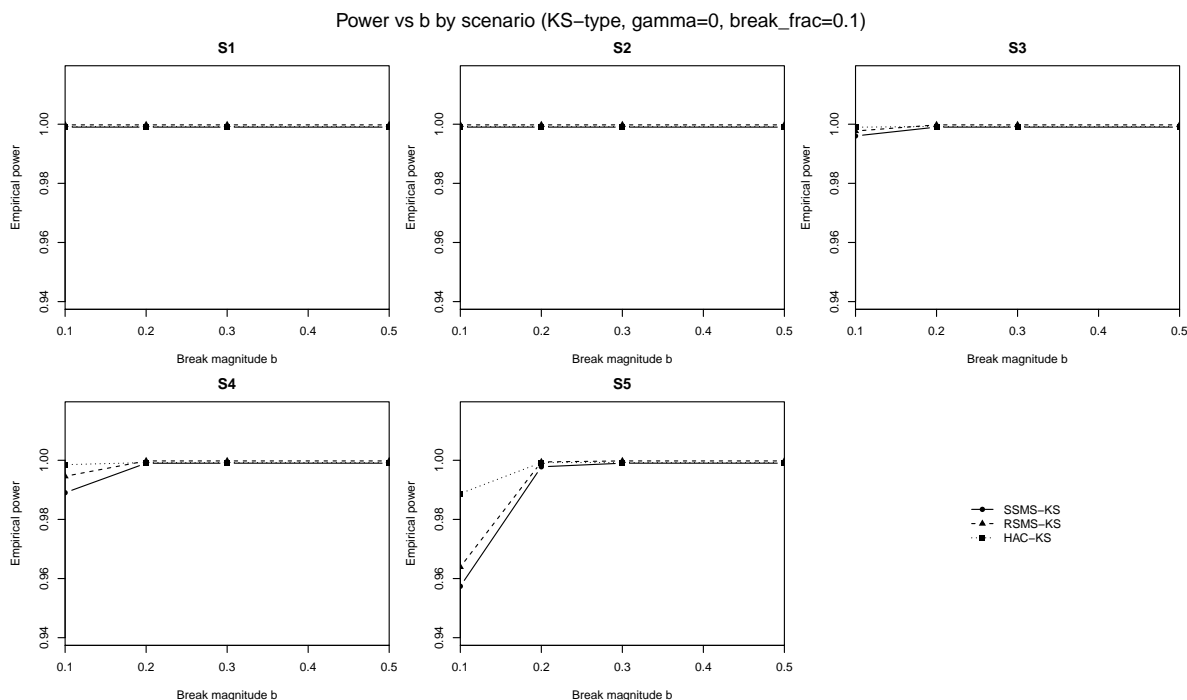 Power vs b by scenario (KS−type, gamma=0, break_frac=0.1)
S1
Empirical power
1.00
0.98
0.96
0.94
0.1 0.2 0.3 0.4 0.5
Break magnitude b
S2
Empirical power
1.00
0.98
0.96
0.94
0.1 0.2 0.3 0.4 0.5
Break magnitude b
S3
Empirical power
1.00
0.98
0.96
0.94
0.1 0.2 0.3 0.4 0.5
Break magnitude b
S4
Empirical power
1.00
0.98
0.96
0.94
0.1 0.2 0.3 0.4 0.5
Break magnitude b
S5
Empirical power
1.00
0.98
0.96
0.94
0.1 0.2 0.3 0.4 0.5
Break magnitude b
SSMS−KS
RSMS−KS
HAC−KS